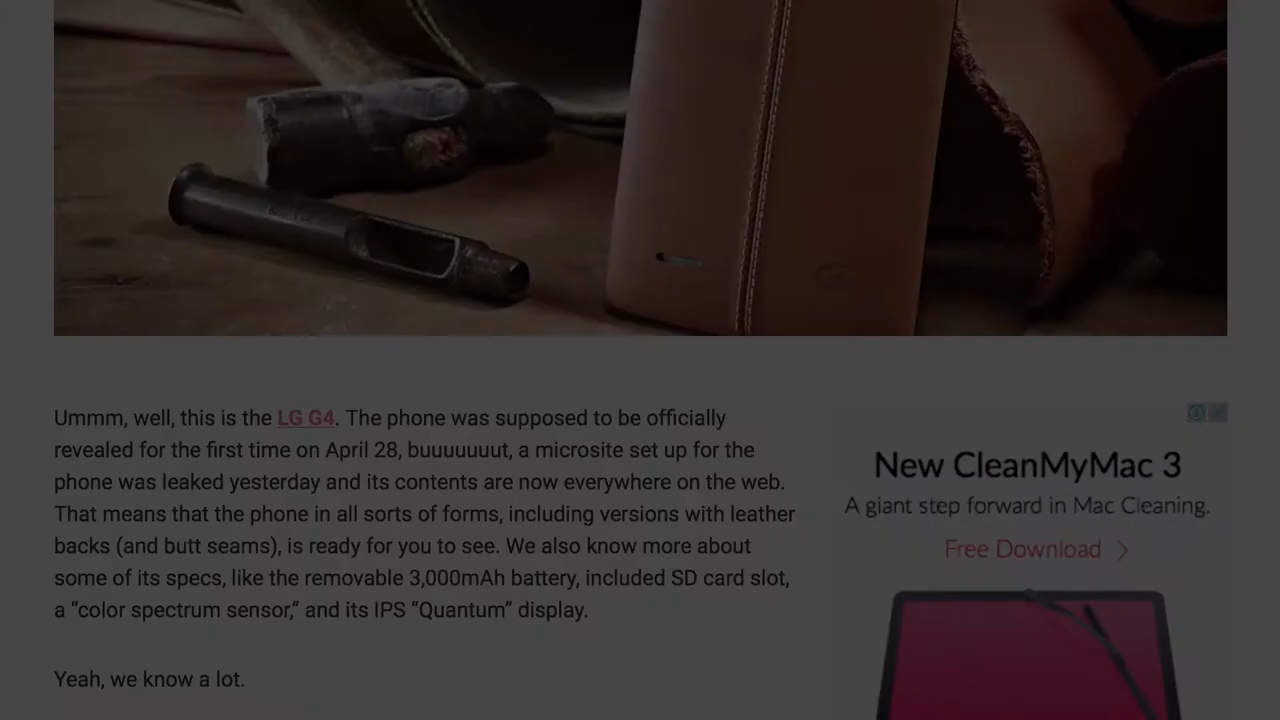 Ummm, well, this is the LG G4. The phone was supposed to be officially
revealed for the first time on April 28, buuuuuuut, a microsite set up for the
phone was leaked yesterday and its contents are now everywhere on the web.
That means that the phone in all sorts of forms, including versions with leather
backs (and butt seams), is ready for you to see. We also know more about
some of its specs, like the removable 3,000mAh battery, included SD card slot,
a “color spectrum sensor,” and its IPS “Quantum” display.
Yeah, we know a lot.
New CleanMyMac 3
A giant step forward in Mac Cleaning.
Free Download